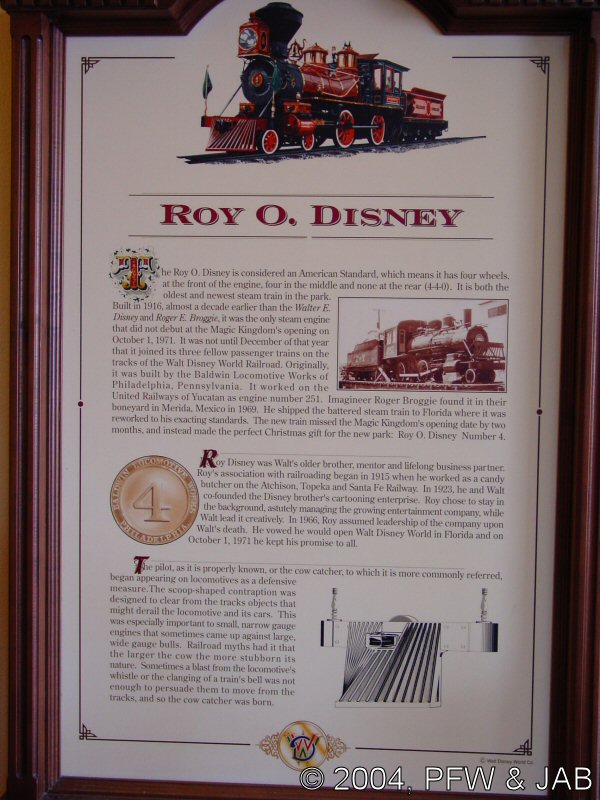 ROY O. DISNEY
The Roy O. Disney is considered an American Standard, which means it has four wheels,
at the front of the engine, four in the middle and none at the rear (4-4-0). It is both the
oldest and newest steam train in the park.
Built in 1916, almost a decade earlier than the Walter E.
Disney and Roger E. Broggie, it was the only steam engine
that did not debut at the Magic Kingdom's opening on
October 1, 1971. It was not until December of that year
that it joined its three fellow passenger trains on the
tracks of the Walt Disney World Railroad. Originally,
it was built by the Baldwin Locomotive Works of
Philadelphia, Pennsylvania. It worked on the
United Railways of Yucatan as engine number 251. Imagineer Roger Broggie found it in their
boneyard in Merida, Mexico in 1969. He shipped the battered steam train to Florida where it was
reworked to his exacting standards. The new train missed the Magic Kingdom's opening date by two
months, and instead made the perfect Christmas gift for the new park: Roy O. Disney Number 4.
Roy Disney was Walt's older brother, mentor and lifelong business partner.
Roy's association with railroading began in 1915 when he worked as a candy
butcher on the Atchison, Topeka and Santa Fe Railway. In 1923, he and Walt
co-founded the Disney brother's cartooning enterprise. Roy chose to stay in
the background, astutely managing the growing entertainment company, while
Walt lead it creatively. In 1966, Roy assumed leadership of the company upon
Walt's death. He vowed he would open Walt Disney World in Florida and on
October 1, 1971 he kept his promise to all.
BALDWIN LOCOMOTIVE WORKS
4
PHILADELPHIA
The pilot, as it is properly known, or the cow catcher, to which it is more commonly referred,
began appearing on locomotives as a defensive
measure.The scoop-shaped contraption was
designed to clear from the tracks objects that
might derail the locomotive and its cars. This
was especially important to small, narrow gauge
engines that sometimes came up against large,
wide gauge bulls. Railroad myths had it that
the larger the cow the more stubborn its
nature. Sometimes a blast from the locomotive's
whistle or the clanging of a train's bell was not
enough to persuade them to move from the
tracks, and so the cow catcher was born.
W
© Walt Disney World Co.
© 2004, PFW & JAB